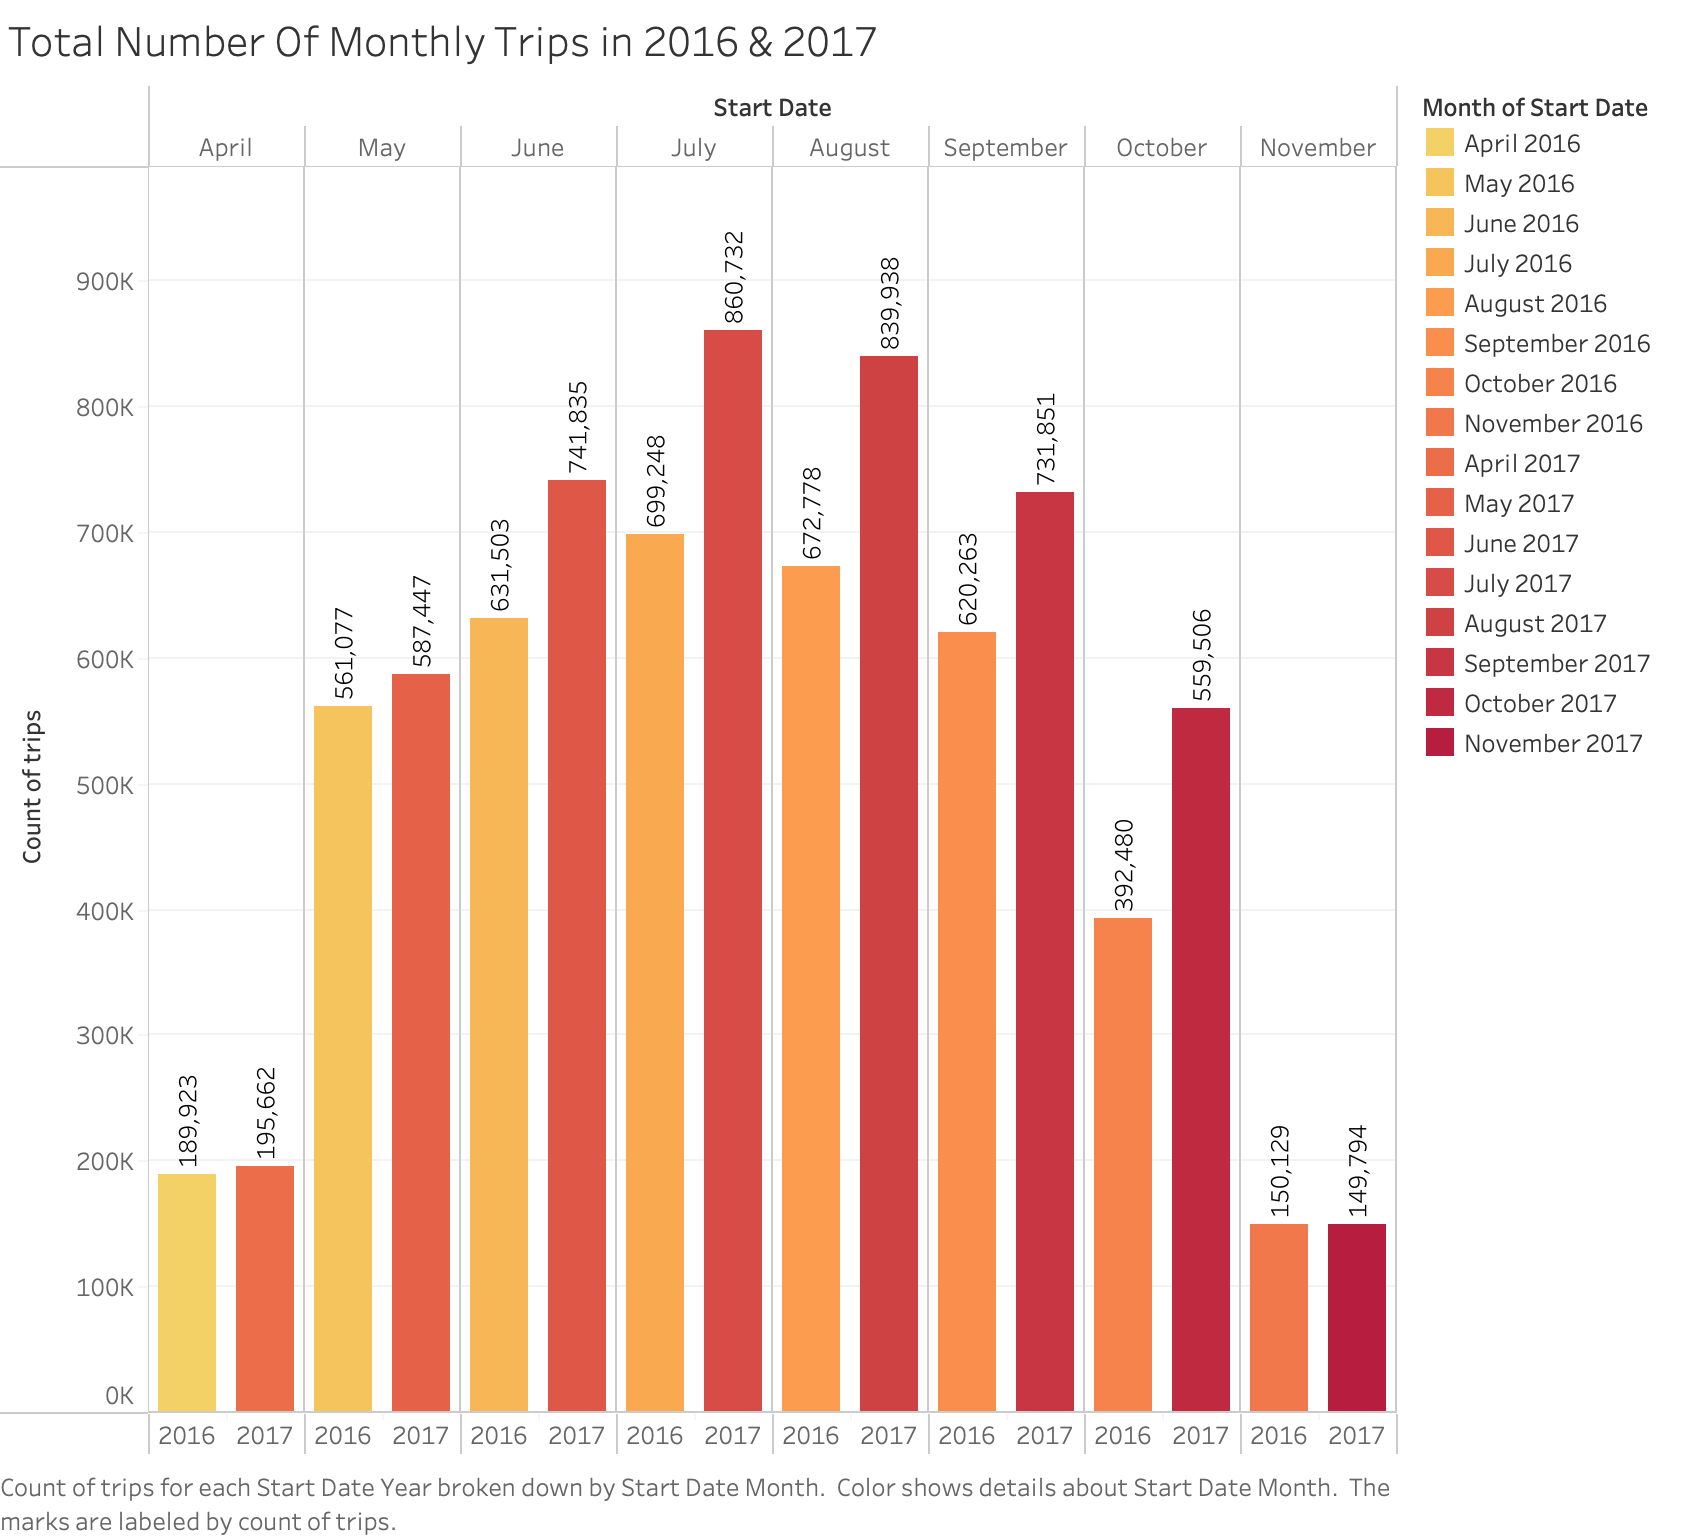 Total Number Of Monthly Trips in 2016 & 2017
Start Date
April May June July August September October November
Month of Start Date
April 2016
May 2016
June 2016
July 2016
August 2016
September 2016
October 2016
November 2016
April 2017
May 2017
June 2017
July 2017
August 2017
September 2017
October 2017
November 2017
Count of trips
900K
800K
700K
600K
500K
400K
300K
200K
100K
0K
189,923
195,662
561,077
587,447
631,503
741,835
699,248
860,732
672,778
839,938
620,263
731,851
392,480
559,506
150,129
149,794
2016 2017 2016 2017 2016 2017 2016 2017 2016 2017 2016 2017 2016 2017 2016 2017
Count of trips for each Start Date Year broken down by Start Date Month.  Color shows details about Start Date Month.  The
marks are labeled by count of trips.